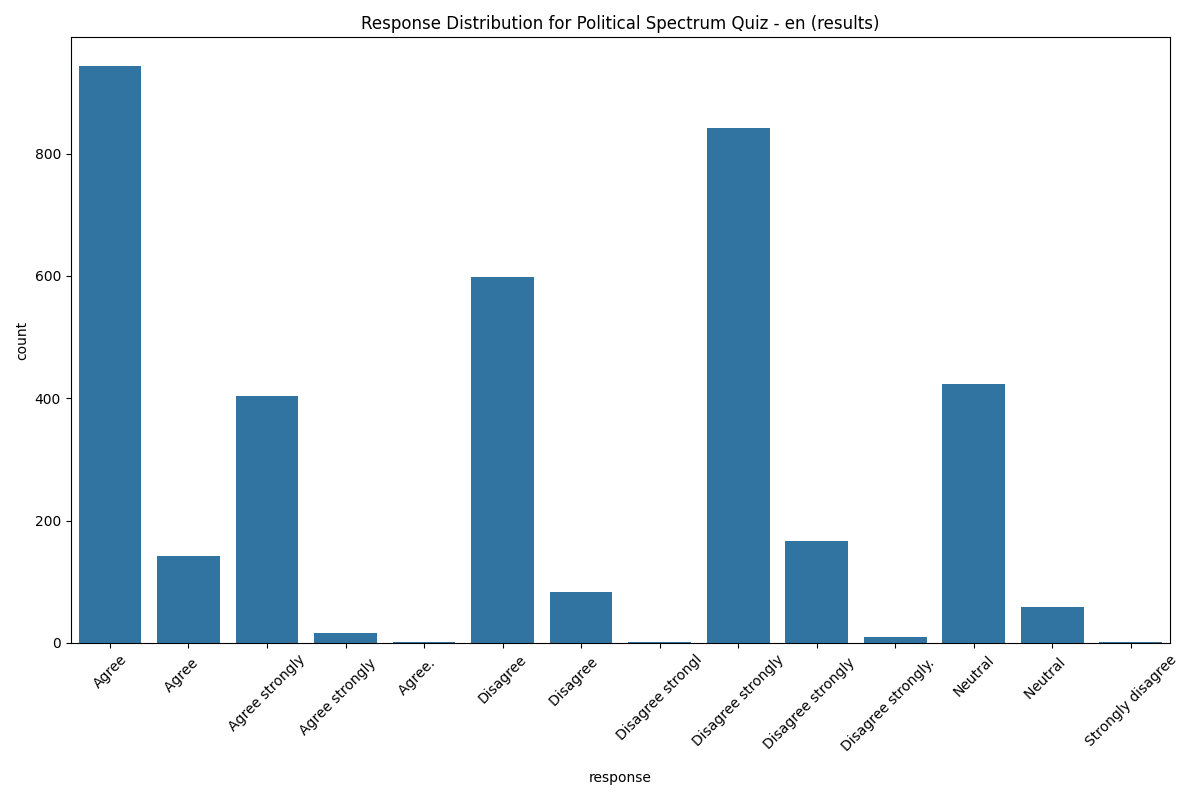 Response Distribution for Political Spectrum Quiz - en (results)
800
600
400
200
0
count
Agree
Agree
Agree strongly
Agree strongly
Agree.
Disagree
Disagree
Disagree strongl
Disagree strongly
Disagree strongly
Disagree strongly.
Neutral
Neutral
Strongly disagree
response